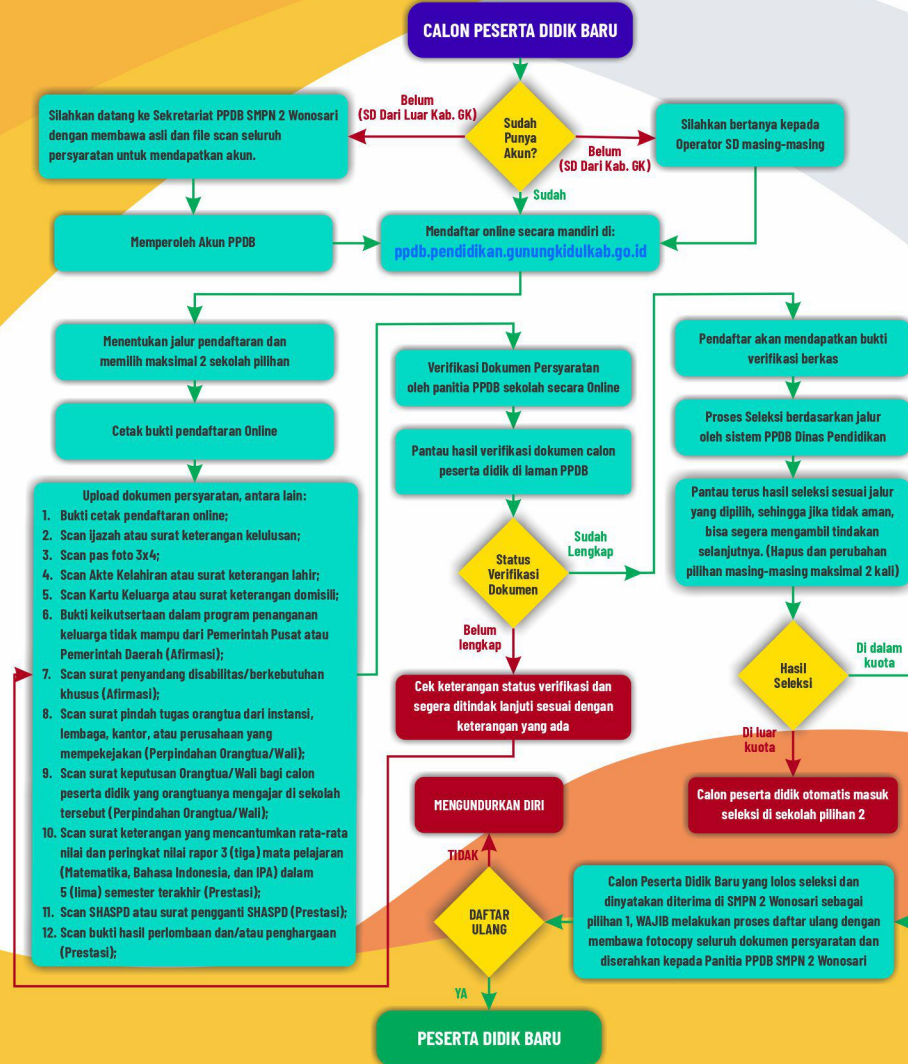 CALON PESERTA DIDIK BARU
Belum
(SD Dari Luar Kab. GK)
Silahkan datang ke Sekretariat PPDB SMPN 2 Wonosari
dengan membawa asli dan file scan seluruh
persyaratan untuk mendapatkan akun.
Sudah
Punya
Akun?
Silahkan bertanya kepada
Operator SD masing-masing
Belum
(SD Dari Kab. GK)
Sudah
Memperoleh Akun PPDB
Mendaftar online secara mandiri di:
ppdb.pendidikan.gunungkidulkab.go.id
Menentukan jalur pendaftaran dan
memilih maksimal 2 sekolah pilihan
Cetak bukti pendaftaran Online
Upload dokumen persyaratan, antara lain:
1. Bukti cetak pendaftaran online;
2. Scan Ijazah atau surat keterangan kelulusan;
3. Scan pas foto 3x4;
4. Scan Akte Kelahiran atau surat keterangan lahir;
5. Scan Kartu Keluarga atau surat keterangan domisili;
6. Bukti keikutsertaan dalam program penanganan
keluarga tidak mampu dari Pemerintah Pusat atau
Pemerintah Daerah (Afirmasi);
7. Scan surat penyandang disabilitas/berkebutuhan
khusus (Afirmasi);
8. Scan surat pindah tugas orangtua dari instansi,
lembaga, kantor, atau perusahaan yang
mempekejakan (Perpindahan Orangtua/Wali);
9. Scan surat keputusan Orangtua/Wali bagi calon
peserta didik yang orangtuanya mengajar di sekolah
tersebut (Perpindahan Orangtua/Wali);
10. Scan surat keterangan yang mencantumkan rata-rata
nilai dan peringkat nilai rapor 3 (tiga) mata pelajaran
(Matematika, Bahasa Indonesia, dan IPA) dalam
5 (lima) semester terakhir (Prestasi);
11. Scan SHASPD atau surat pengganti SHASPD (Prestasi);
12. Scan bukti hasil perlombaan dan/atau penghargaan
(Prestasi);
Verifikasi Dokumen Persyaratan
oleh panitia PPDB sekolah secara Online
Pantau hasil verifikasi dokumen calon
peserta didik di laman PPDB
Status
Verifikasi
Dokumen
Sudah
Lengkap
Belum
lengkap
Cek keterangan status verifikasi dan
segera ditindak lanjuti sesuai dengan
keterangan yang ada
Pendaftar akan mendapatkan bukti
verifikasi berkas
Proses Seleksi berdasarkan jalur
oleh sistem PPDB Dinas Pendidikan
Pantau terus hasil seleksi sesuai jalur
yang dipilih, sehingga jika tidak aman,
bisa segera mengambil tindakan
selanjutnya. (Hapus dan perubahan
pilihan masing-masing maksimal 2 kali)
Hasil
Seleksi
Di dalam
kuota
Di luar
kuota
Calon peserta didik otomatis masuk
seleksi di sekolah pilihan 2
Calon Peserta Didik Baru yang lolos seleksi dan
dinyatakan diterima di SMPN 2 Wonosari sebagai
pilihan 1, WAJIB melakukan proses daftar ulang dengan
membawa fotocopy seluruh dokumen persyaratan dan
diserahkan kepada Panitia PPDB SMPN 2 Wonosari
MENGUNDURKAN DIRI
TIDAK
DAFTAR
ULANG
YA
PESERTA DIDIK BARU